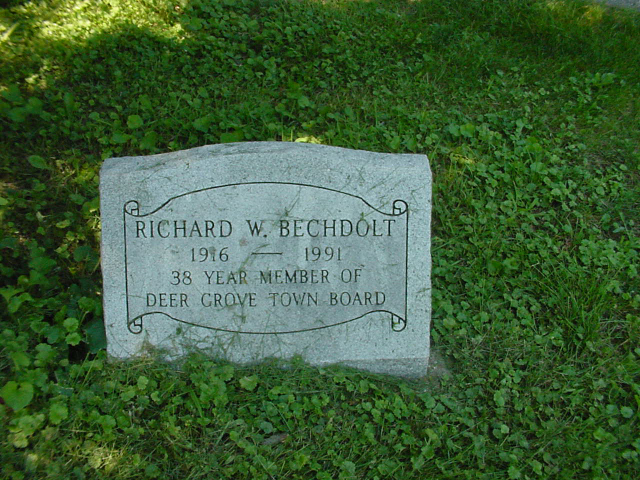 RICHARD W. BECHDOLT
1916 — 1991
38 YEAR MEMBER OF
DEER GROVE TOWN BOARD